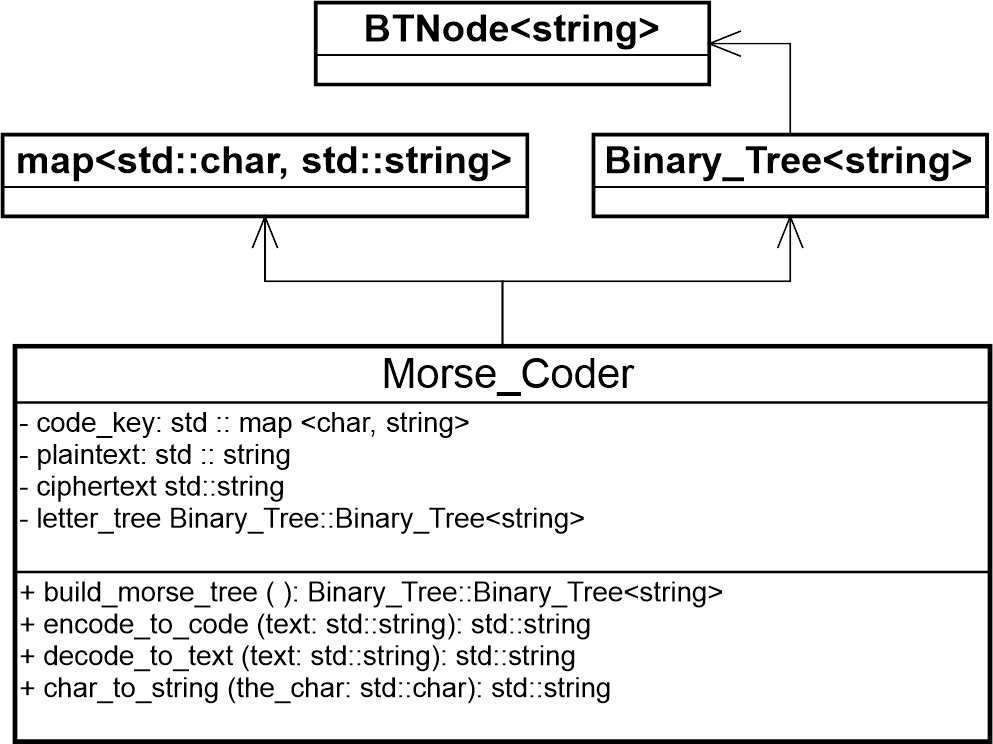 BTNode<string>
map<std::char, std::string>
Binary_Tree<string>
Morse_Coder
- code_key: std :: map <char, string>
- plaintext: std :: string
- ciphertext std::string
- letter_tree Binary_Tree::Binary_Tree<string>
+ build_morse_tree ( ): Binary_Tree::Binary_Tree<string>
+ encode_to_code (text: std::string): std::string
+ decode_to_text (text: std::string): std::string
+ char_to_string (the_char: std::char): std::string